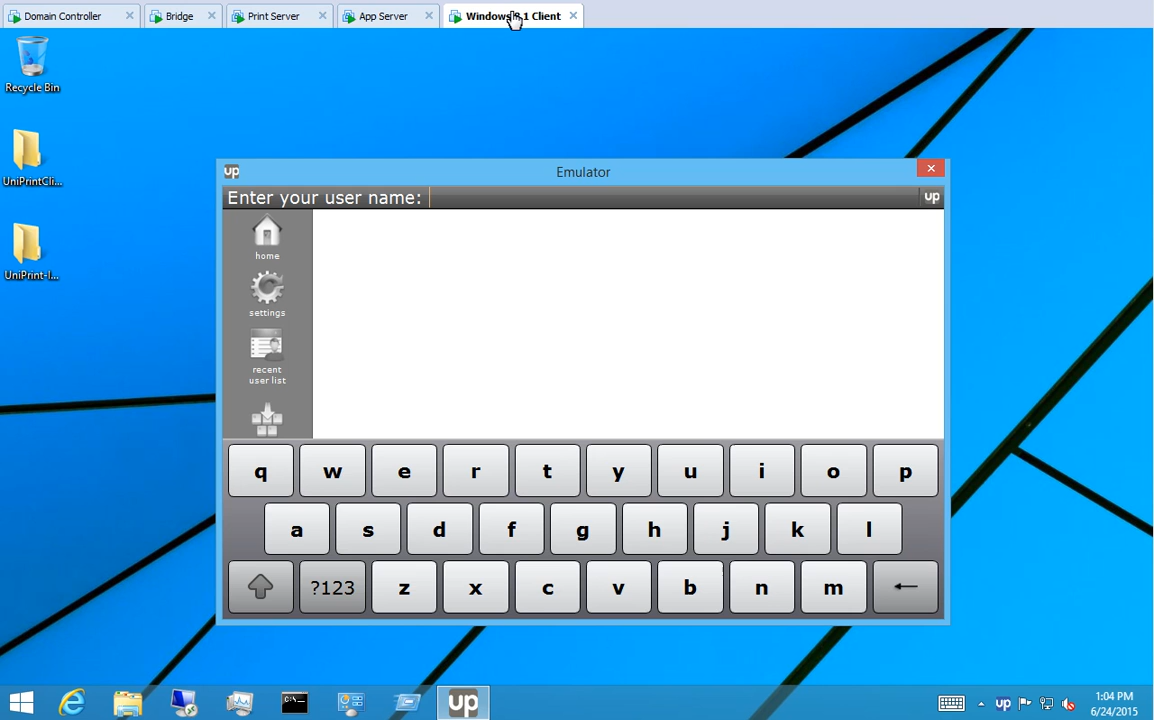 Domain Controller
Bridge
Print Server
App Server
Windows 8.1 Client
Recycle Bin
UniPrintCli...
UniPrint-I...
up
Emulator
Enter your user name:
up
home
settings
recent
user list
q w e r t y u i o p
a s d f g h j k l
?123 z x c v b n m
C:\_
up
up
1:04 PM
6/24/2015